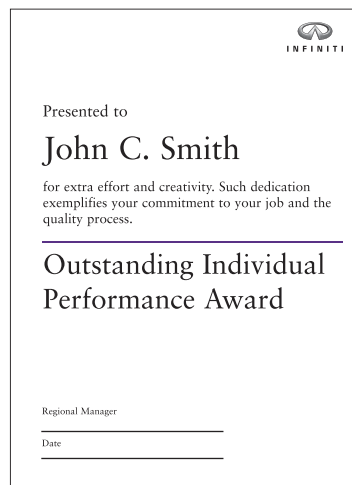 INFINITI
Presented to
John C. Smith
for extra effort and creativity. Such dedication
exemplifies your commitment to your job and the
quality process.
Outstanding Individual
Performance Award
Regional Manager
Date